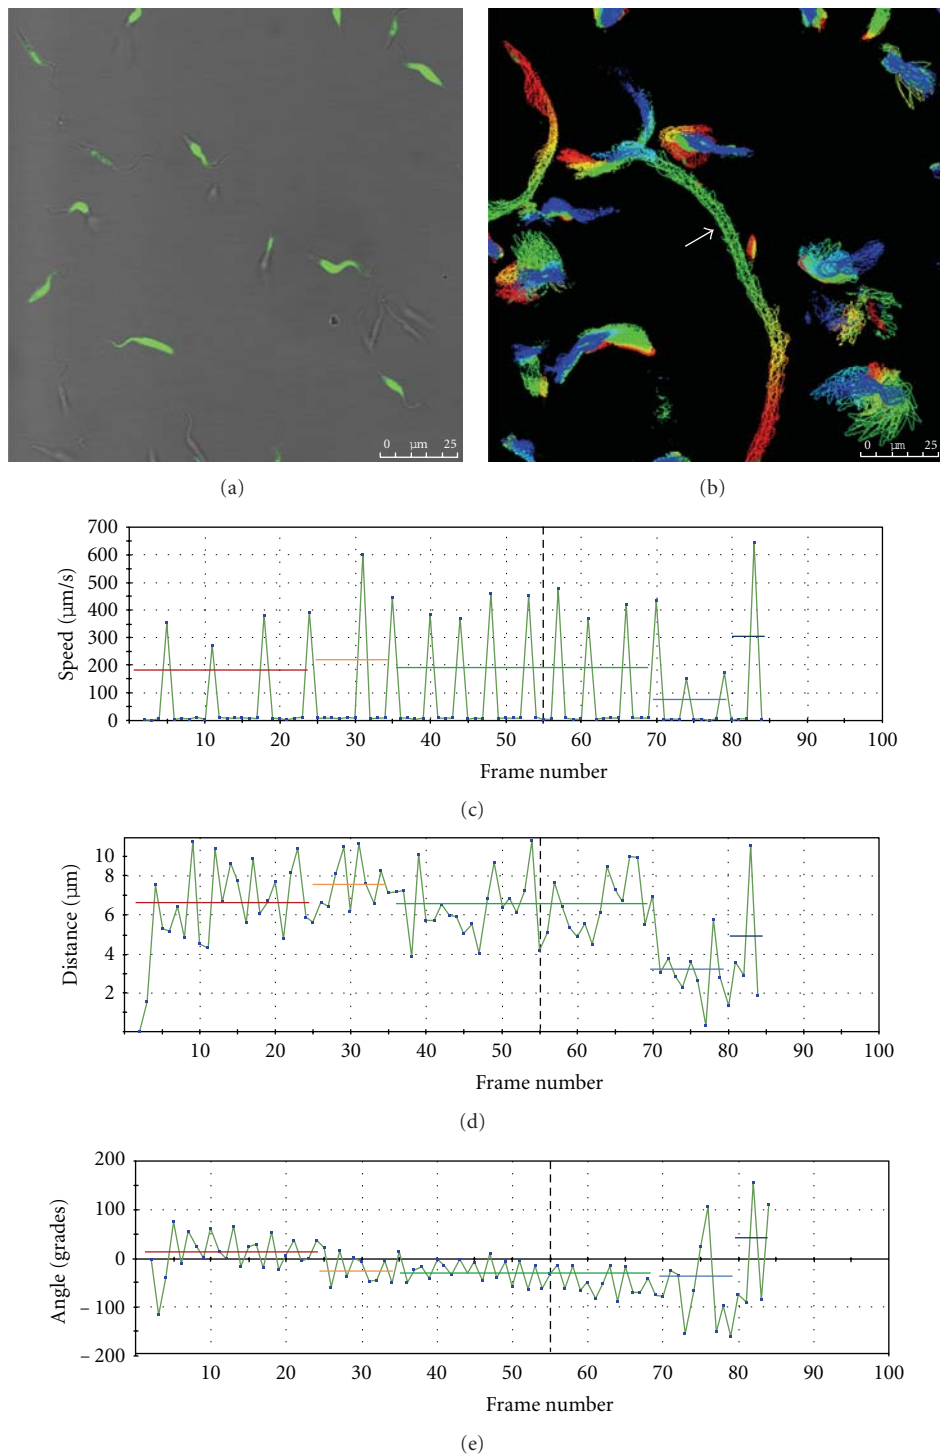 0 µm 25
0 µm 25
(a)
(b)
700
600
500
400
300
200
100
0
Speed (µm/s)
10 20 30 40 50 60 70 80 90 100
Frame number
(c)
10
8
6
4
2
Distance (µm)
10 20 30 40 50 60 70 80 90 100
Frame number
(d)
200
100
0
−100
−200
Angle (grades)
10 20 30 40 50 60 70 80 90 100
Frame number
(e)